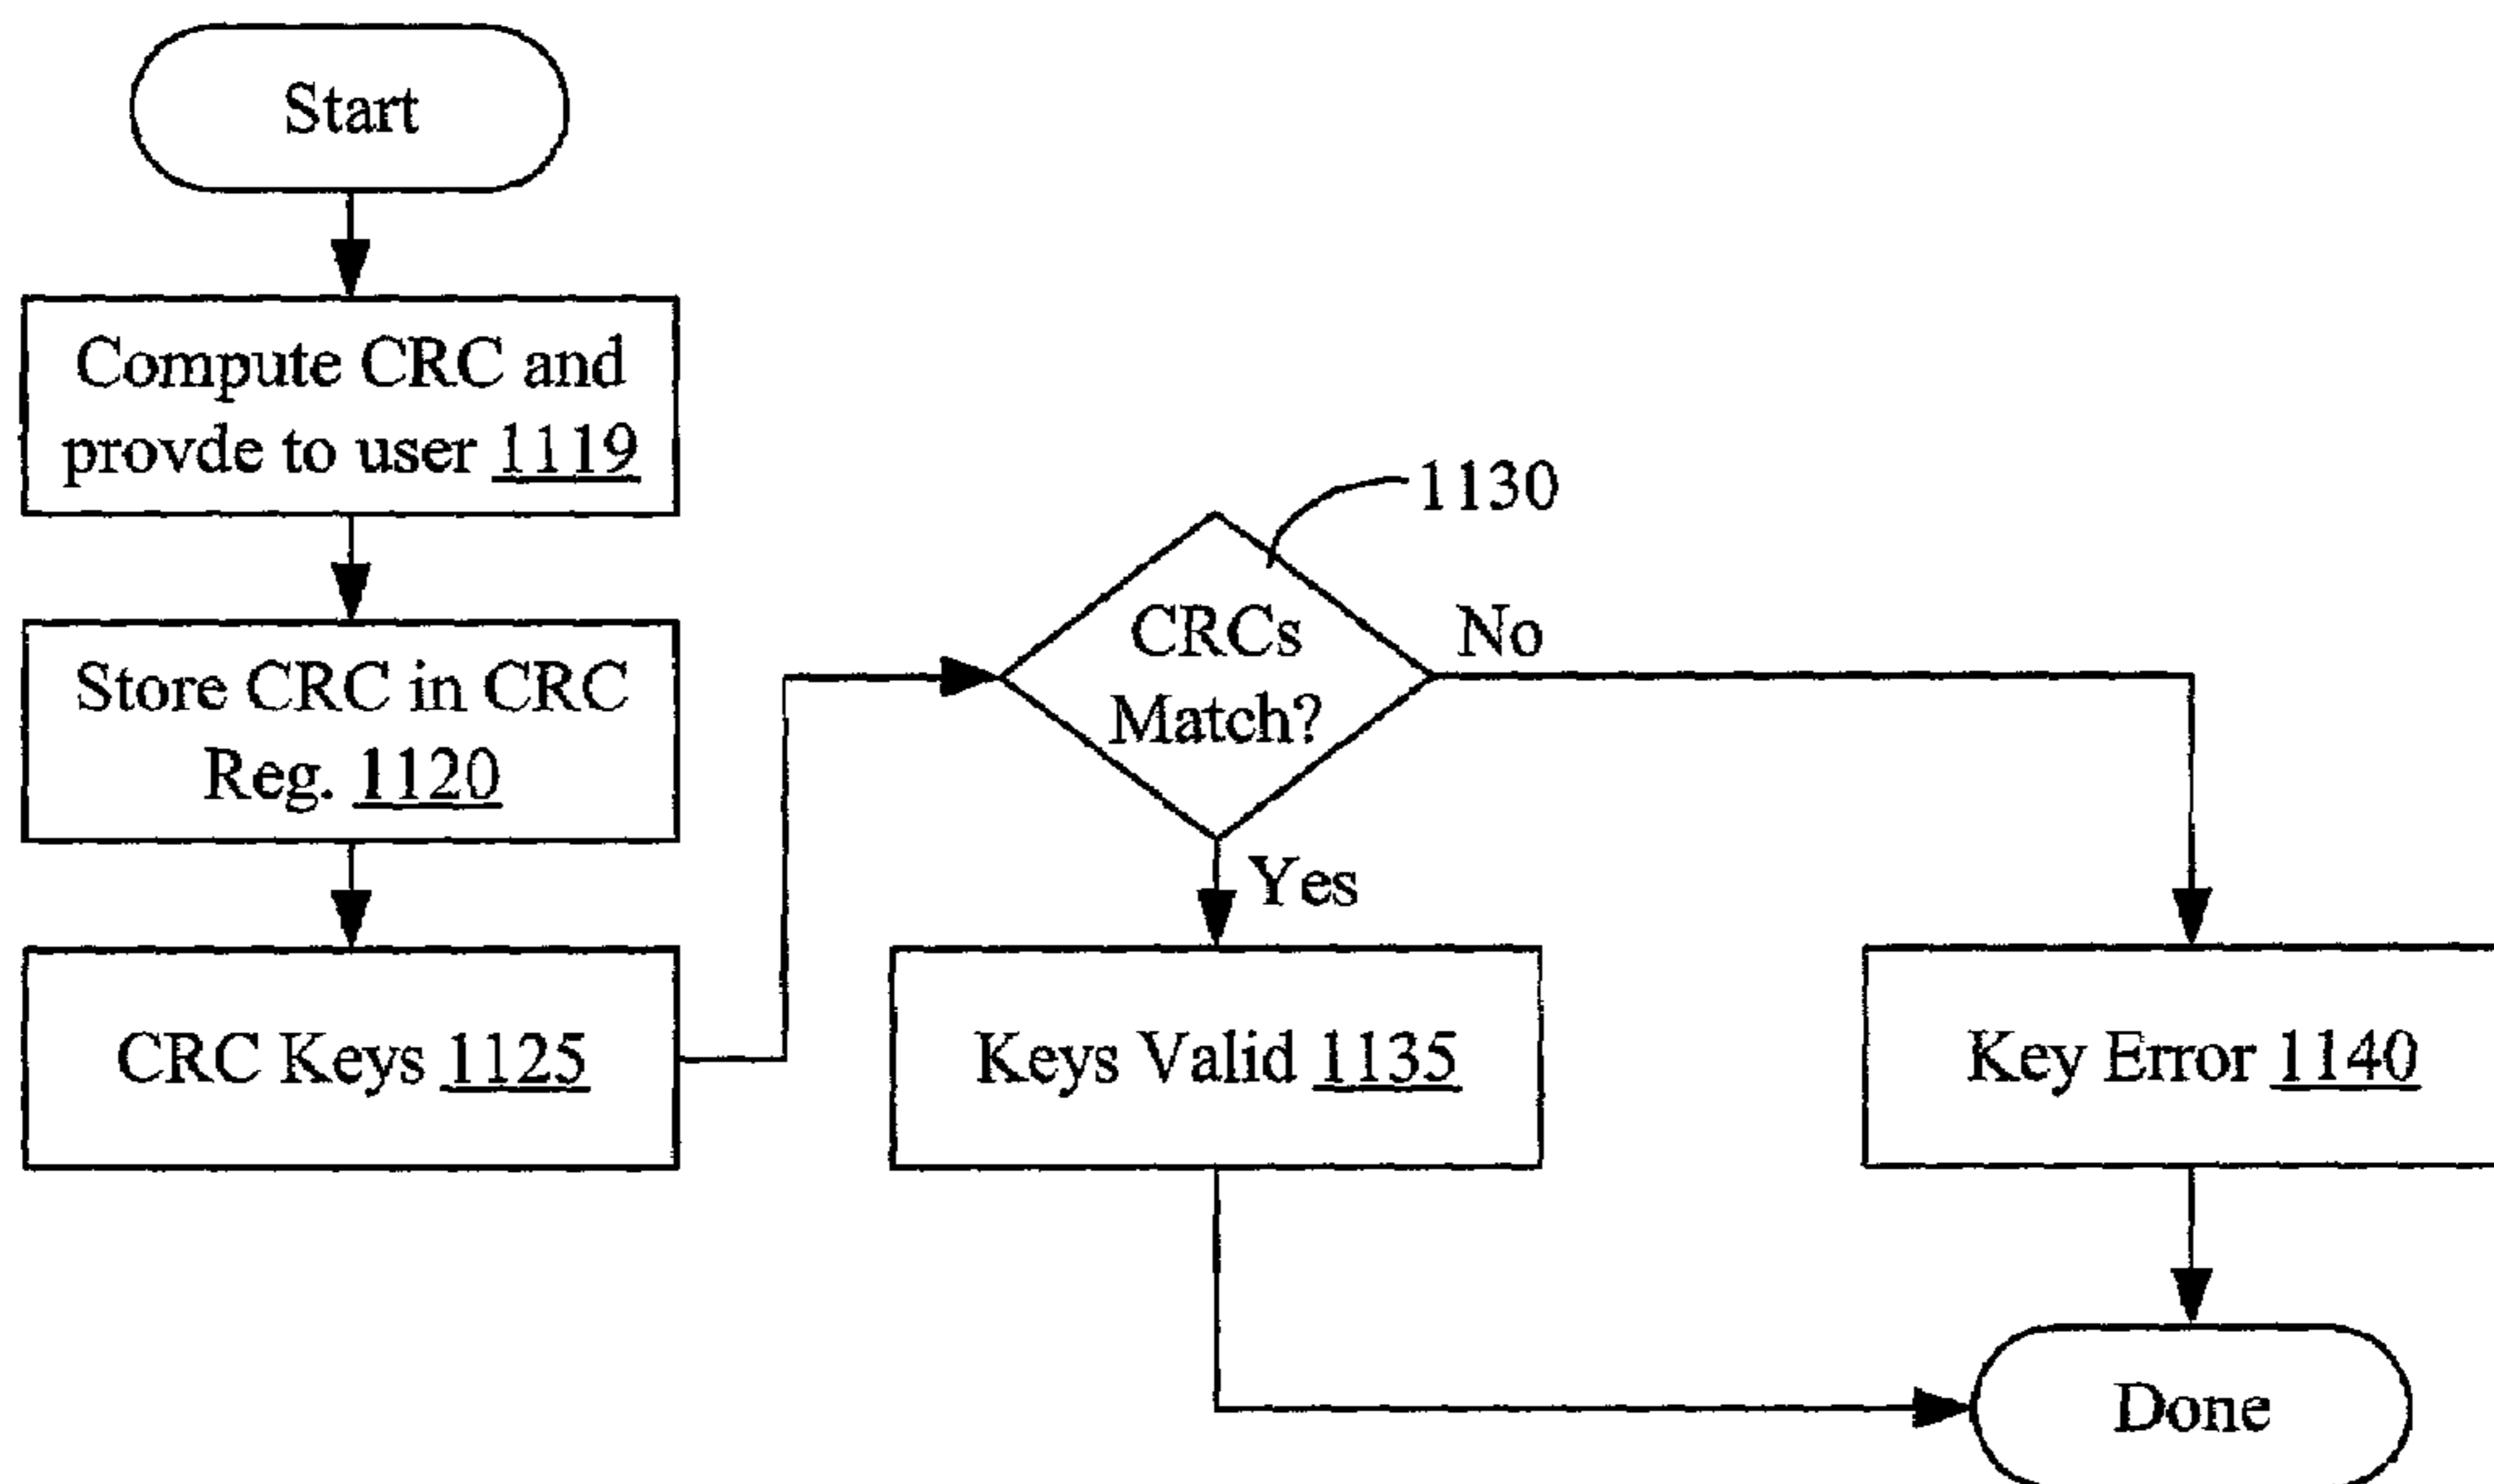 Start
Compute CRC and
provde to user 1119
Store CRC in CRC
Reg. 1120
CRC Keys 1125
1130
CRCs
Match?
No
Yes
Keys Valid 1135
Key Error 1140
Done